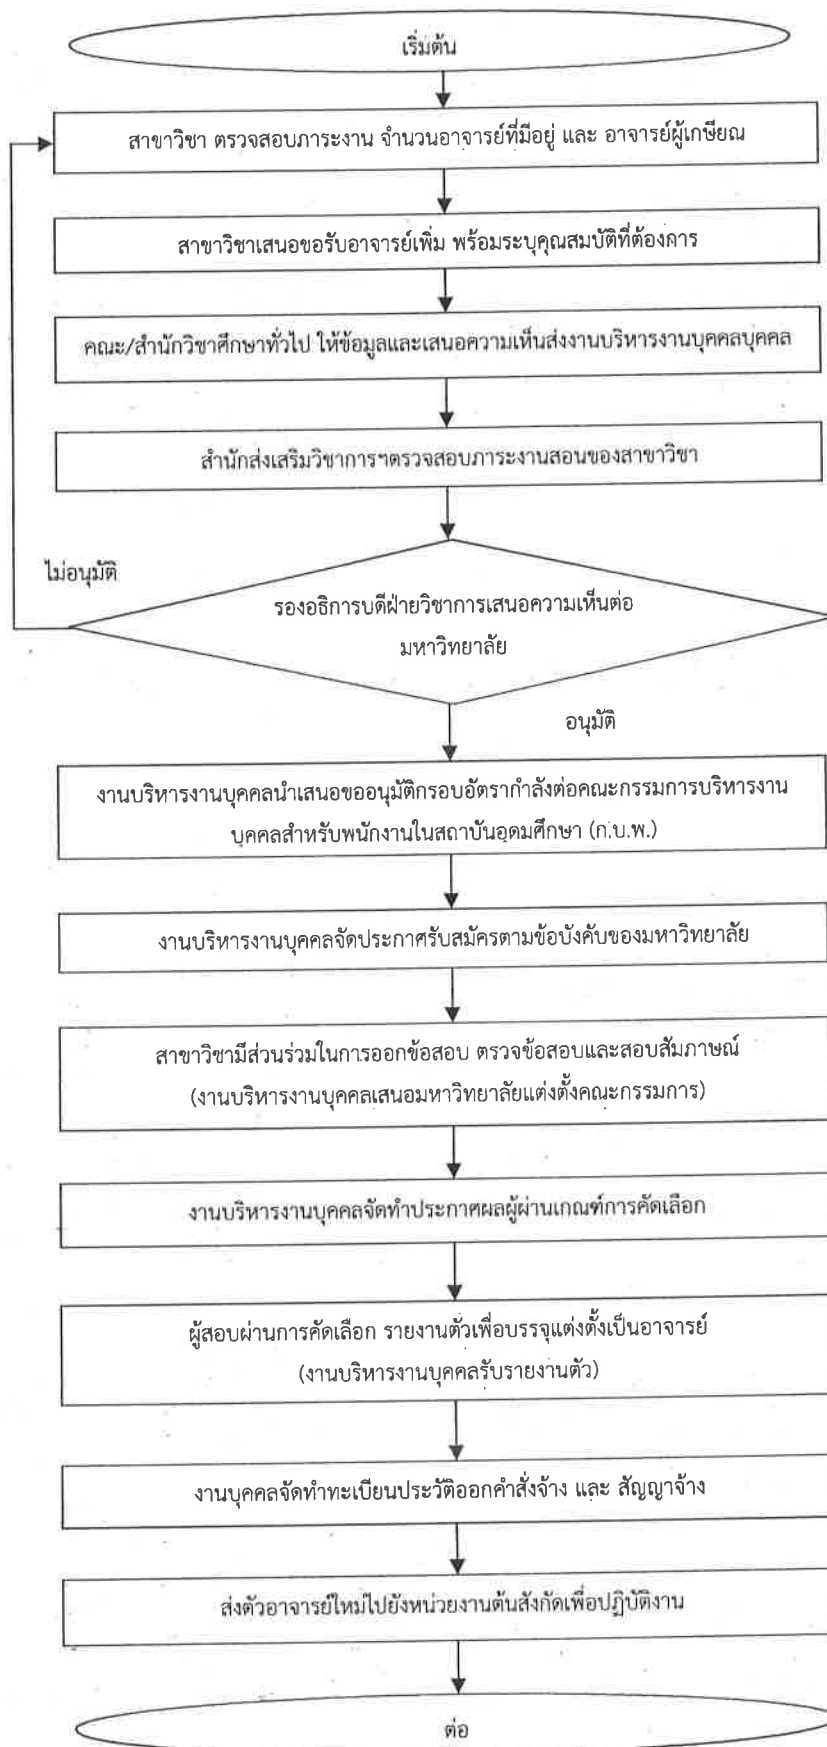 เริ่มต้น
สาขาวิชา ตรวจสอบภาระงาน จำนวนอาจารย์ที่มีอยู่ และ อาจารย์ผู้เกษียณ
สาขาวิชาเสนอขอรับอาจารย์เพิ่ม พร้อมระบุคุณสมบัติที่ต้องการ
คณะ/สำนักวิชาศึกษาทั่วไป ให้ข้อมูลและเสนอความเห็นส่งงานบริหารงานบุคคลบุคคล
สำนักส่งเสริมวิชาการฯตรวจสอบภาระงานสอนของสาขาวิชา
ไม่อนุมัติ
รองอธิการบดีฝ่ายวิชาการเสนอความเห็นต่อ
มหาวิทยาลัย
อนุมัติ
งานบริหารงานบุคคลนำเสนอขออนุมัติกรอบอัตรากำลังต่อคณะกรรมการบริหารงาน
บุคคลสำหรับพนักงานในสถาบันอุดมศึกษา (ก.บ.พ.)
งานบริหารงานบุคคลจัดประกาศรับสมัครตามข้อบังคับของมหาวิทยาลัย
สาขาวิชามีส่วนร่วมในการออกข้อสอบ ตรวจข้อสอบและสอบสัมภาษณ์
(งานบริหารงานบุคคลเสนอมหาวิทยาลัยแต่งตั้งคณะกรรมการ)
งานบริหารงานบุคคลจัดทำประกาศผลผู้ผ่านเกณฑ์การคัดเลือก
ผู้สอบผ่านการคัดเลือก รายงานตัวเพื่อบรรจุแต่งตั้งเป็นอาจารย์
(งานบริหารงานบุคคลรับรายงานตัว)
งานบุคคลจัดทำทะเบียนประวัติออกคำสั่งจ้าง และ สัญญาจ้าง
ส่งตัวอาจารย์ใหม่ไปยังหน่วยงานต้นสังกัดเพื่อปฏิบัติงาน
ต่อ